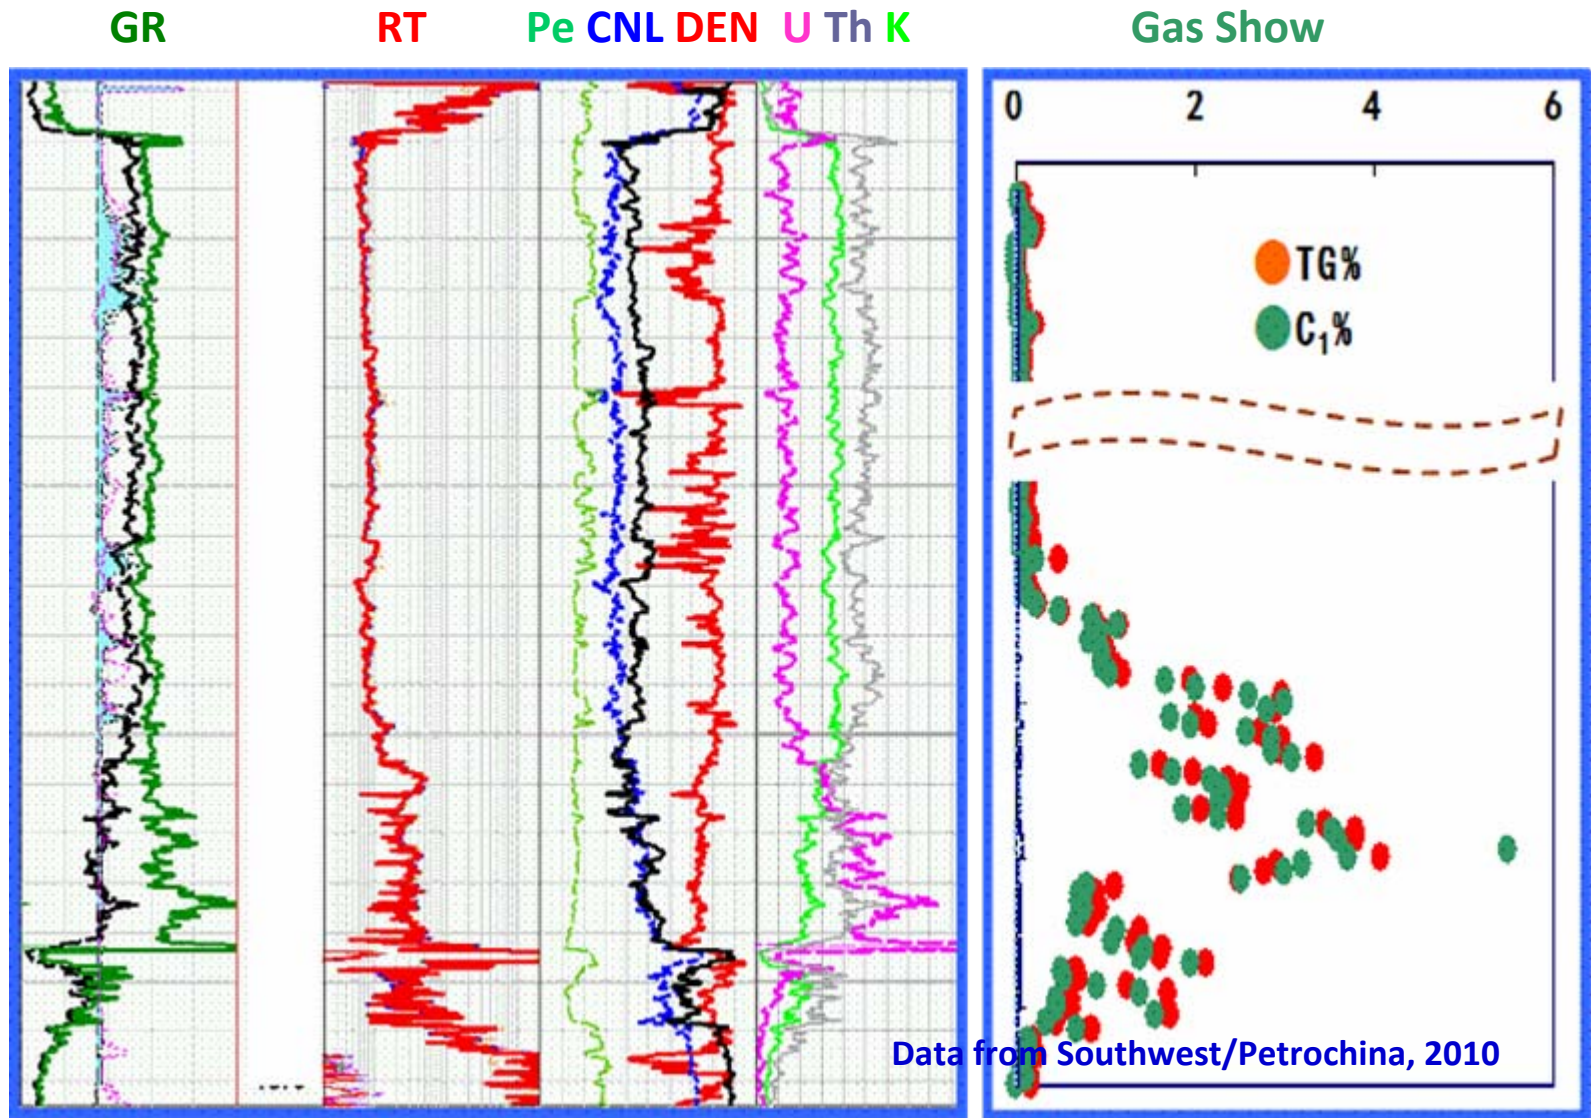 GR RT Pe CNL DEN U Th K Gas Show
0 2 4 6
TG%
C₁%
Data from Southwest/Petrochina, 2010